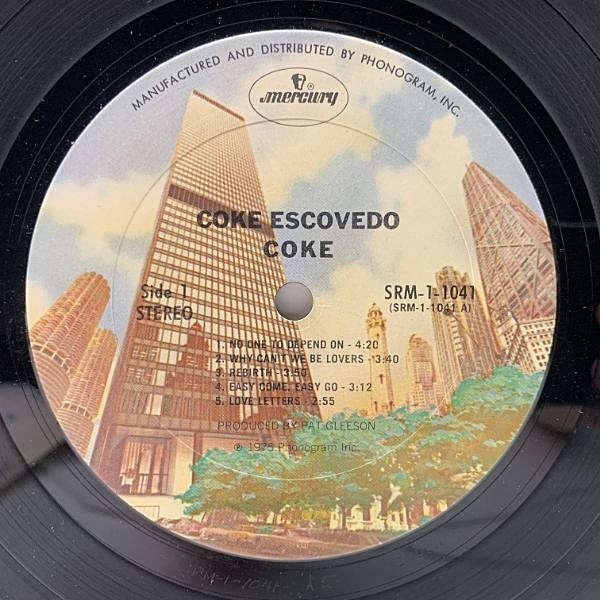 MANUFACTURED AND DISTRIBUTED BY PHONOGRAM, INC.
mercury
COKE ESCOVEDO
COKE
Side 1
STEREO
SRM-1-1041
(SRM-1-1041 A)
1. NO ONE TO DEPEND ON - 4:20
2. WHY CAN'T WE BE LOVERS - 3:40
3. REBIRTH - 3:50
4. EASY COME, EASY GO - 3:12
5. LOVE LETTERS - 2:55
PRODUCED BY PAT GLEESON
℗ 1975 Phonogram Inc.